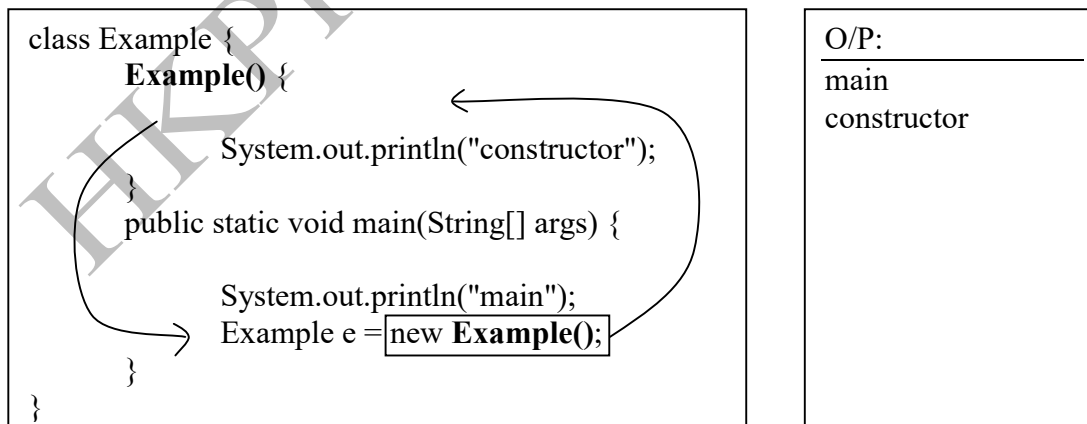 class Example {
Example() {
System.out.println("constructor");
}
public static void main(String[] args) {
System.out.println("main");
Example e = new Example();
}
}
O/P:
main
constructor